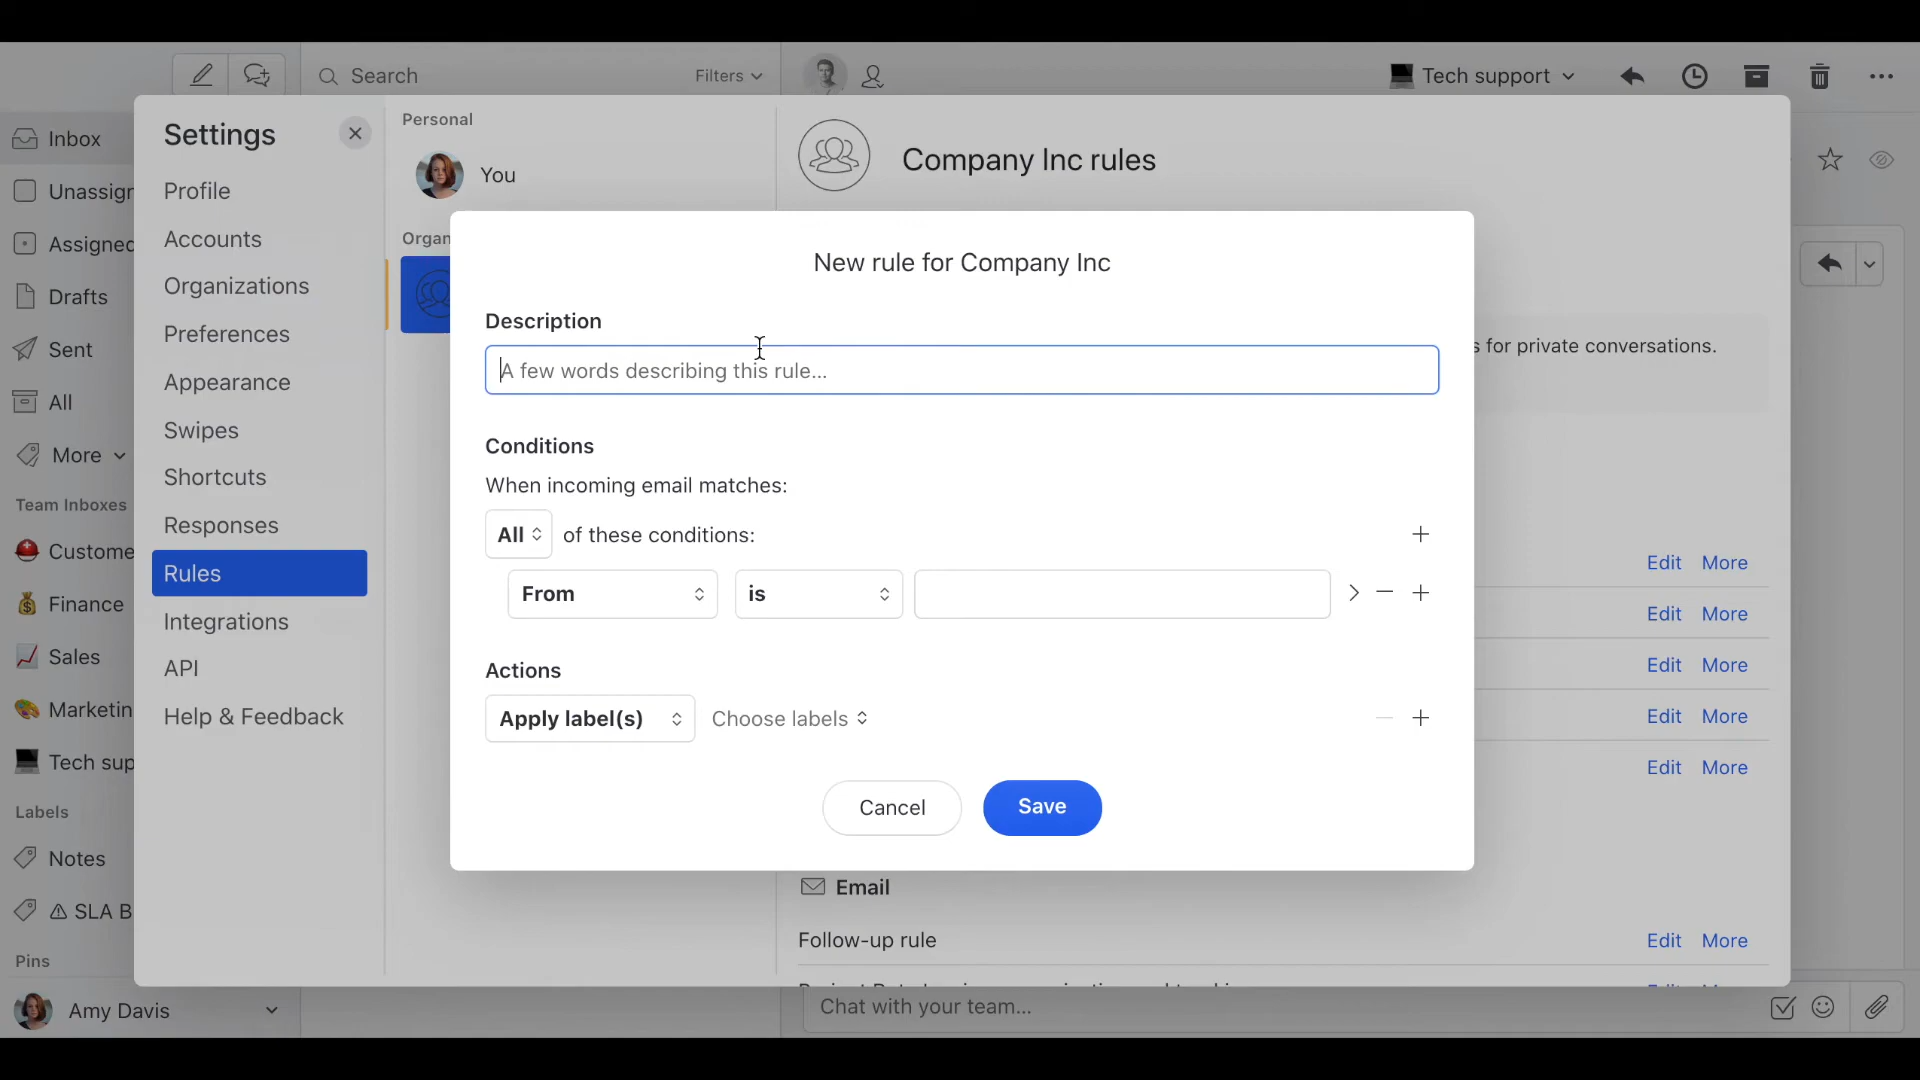 Search
Filters
Tech support
Inbox
Unassigr
Assigned
Drafts
Sent
All
More
Team Inboxes
Custome
Finance
Sales
Marketin
Tech sup
Labels
Notes
SLA B
Pins
Amy Davis
Settings
Profile
Accounts
Organizations
Preferences
Appearance
Swipes
Shortcuts
Responses
Rules
Integrations
API
Help & Feedback
Personal
You
Organ
Company Inc rules
s for private conversations.
New rule for Company Inc
Description
A few words describing this rule...
Conditions
When incoming email matches:
All of these conditions:
From is
Actions
Apply label(s) Choose labels
Cancel Save
Edit More
Edit More
Edit More
Edit More
Edit More
Email
Follow-up rule Edit More
Chat with your team...